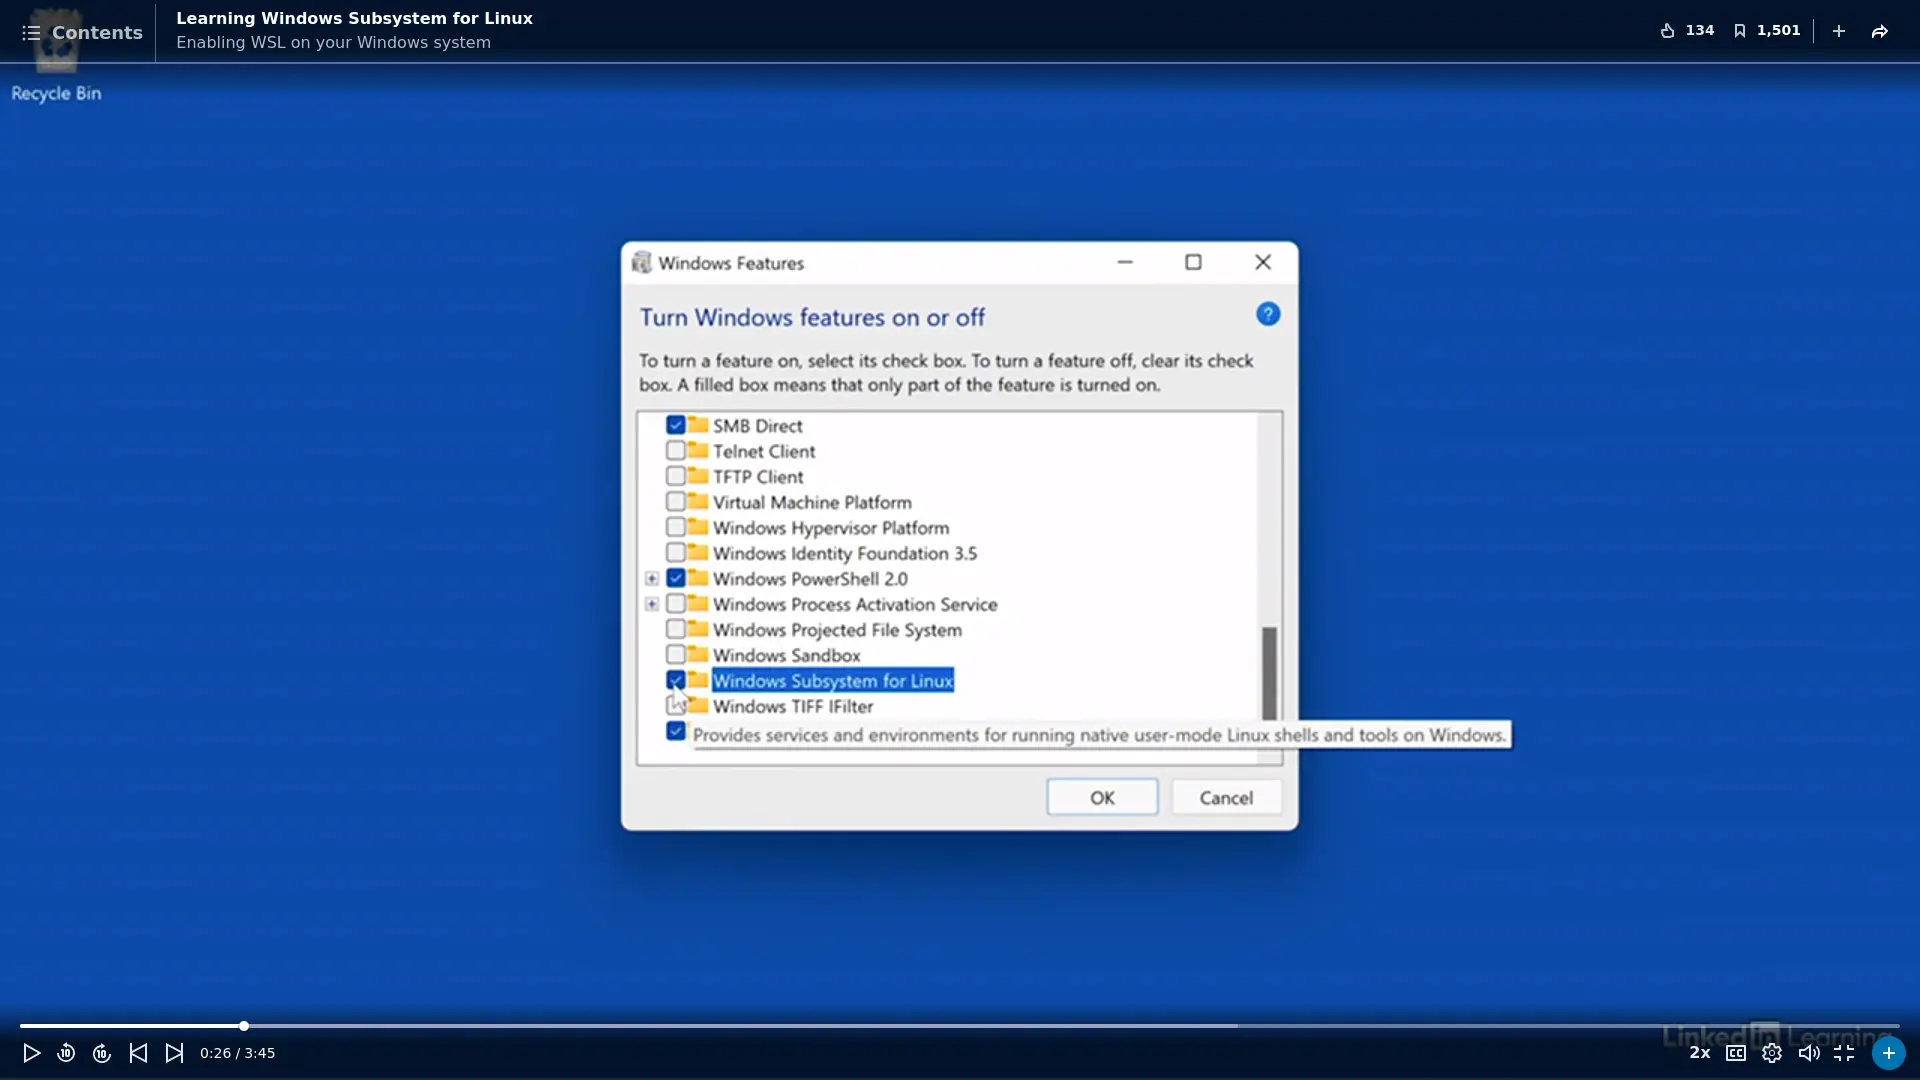 Contents
Learning Windows Subsystem for Linux
Enabling WSL on your Windows system
134
1,501
Recycle Bin
Windows Features
Turn Windows features on or off
?
To turn a feature on, select its check box. To turn a feature off, clear its check
box. A filled box means that only part of the feature is turned on.
SMB Direct
Telnet Client
TFTP Client
Virtual Machine Platform
Windows Hypervisor Platform
Windows Identity Foundation 3.5
Windows PowerShell 2.0
Windows Process Activation Service
Windows Projected File System
Windows Sandbox
Windows Subsystem for Linux
Windows TIFF IFilter
Provides services and environments for running native user-mode Linux shells and tools on Windows.
OK
Cancel
LinkedIn Learning
10
10
0:26 / 3:45
2x
CC